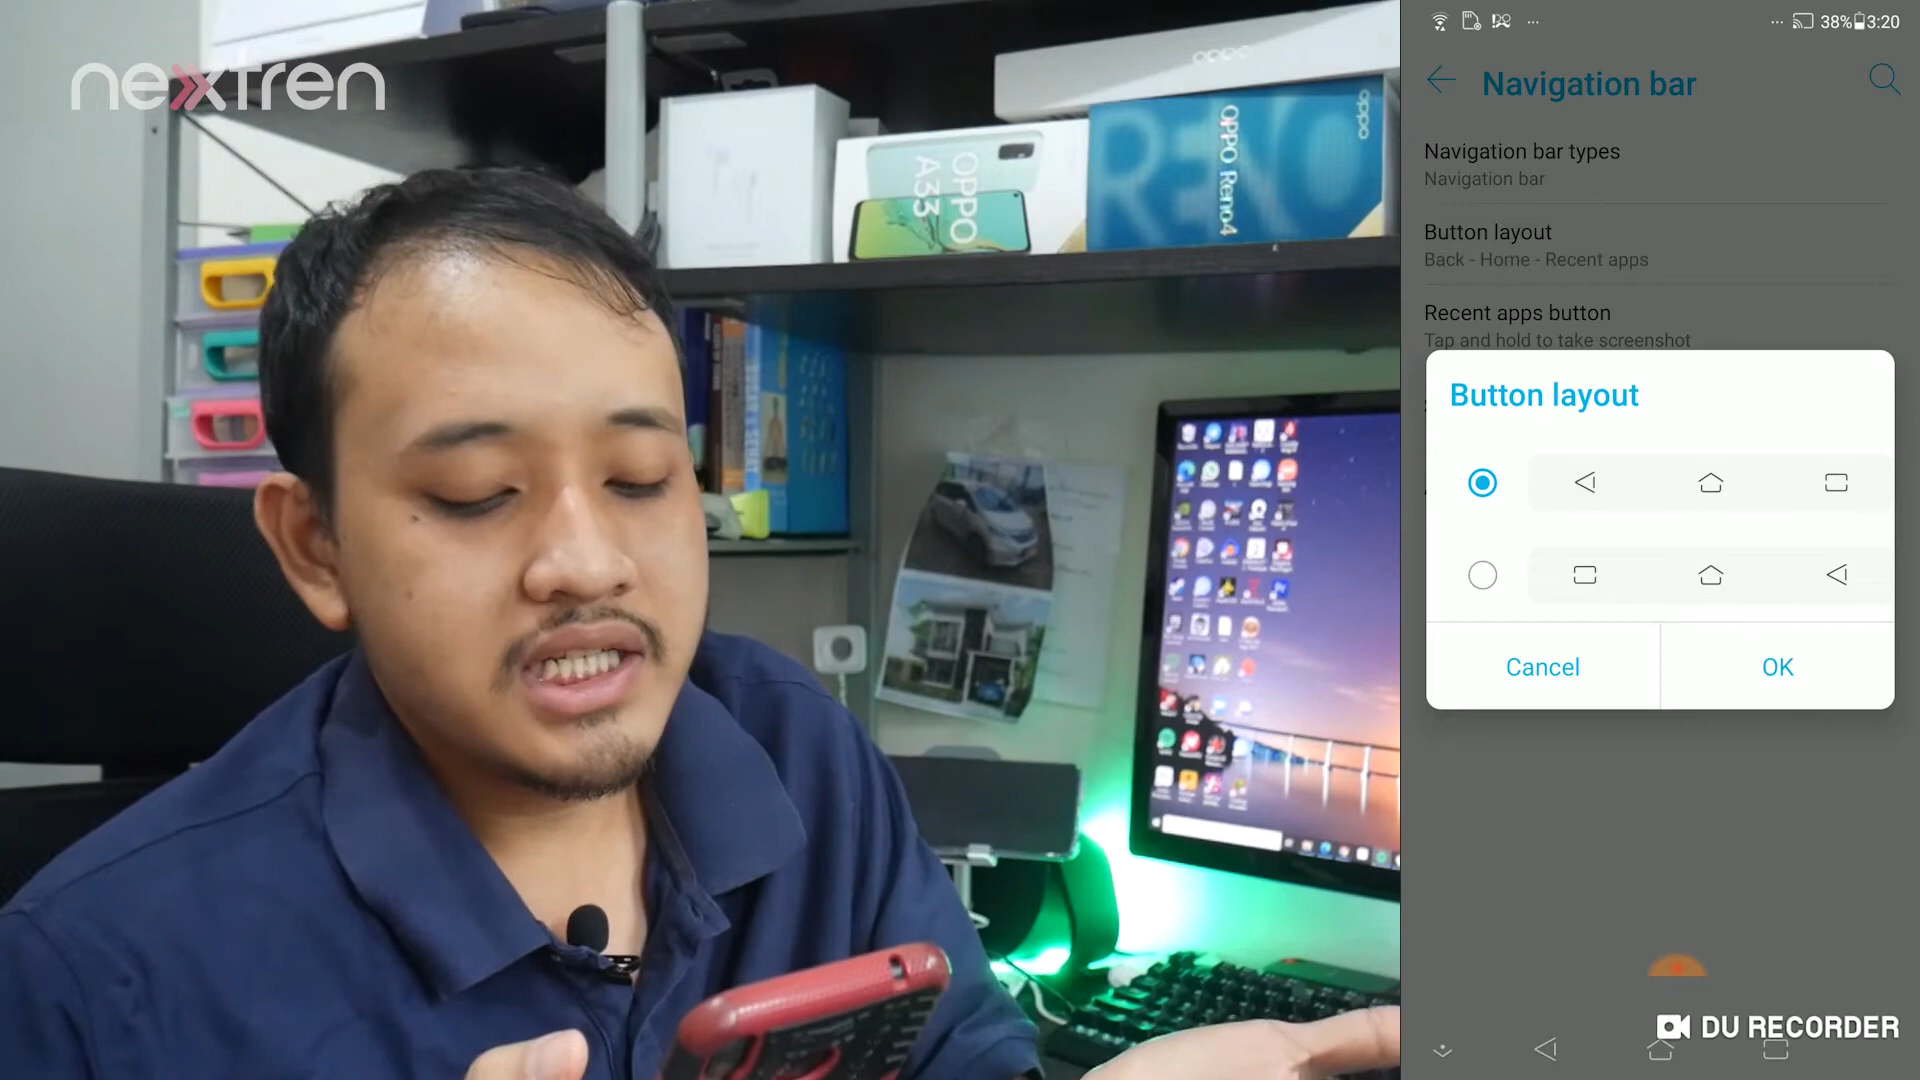 nextren
oppo
OPPO
A33
RENO
OPPO Reno4
oppo
38% 3:20
Navigation bar
Navigation bar types
Navigation bar
Button layout
Back - Home - Recent apps
Recent apps button
Tap and hold to take screenshot
Button layout
Cancel
OK
DU RECORDER